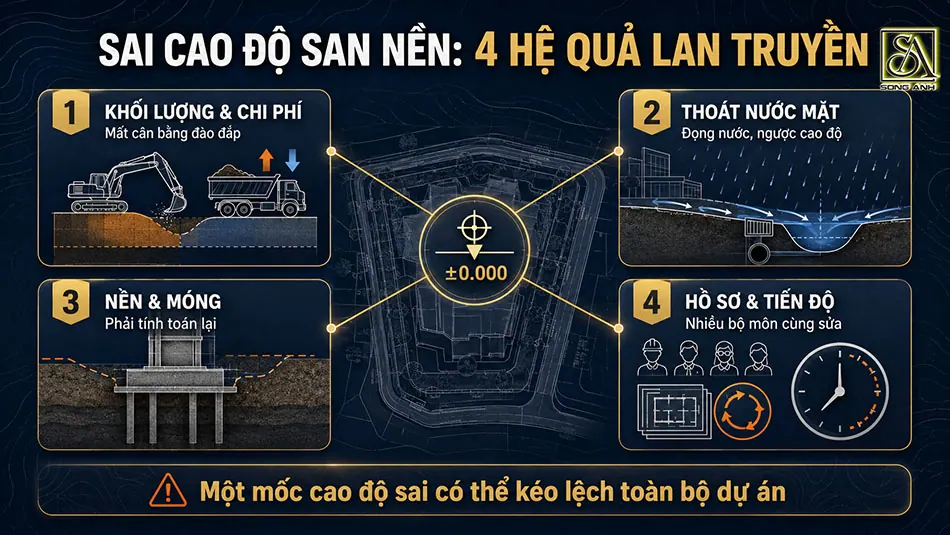 SAI CAO ĐỘ SAN NỀN: 4 HỆ QUẢ LAN TRUYỀN
SA
SONG ANH
1
KHỐI LƯỢNG & CHI PHÍ
Mất cân bằng đào đắp
2
THOÁT NƯỚC MẶT
Đọng nước, ngược cao độ
±0.000
3
NỀN & MÓNG
Phải tính toán lại
4
HỒ SƠ & TIẾN ĐỘ
Nhiều bộ môn cùng sửa
Một mốc cao độ sai có thể kéo lệch toàn bộ dự án